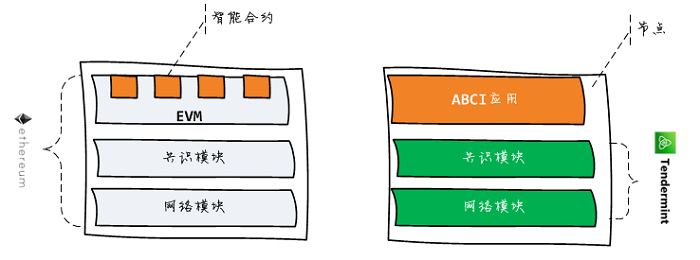 智能合约
节点
EVM
共识模块
网络模块
ethereum
ABCI应用
共识模块
网络模块
Tendermint